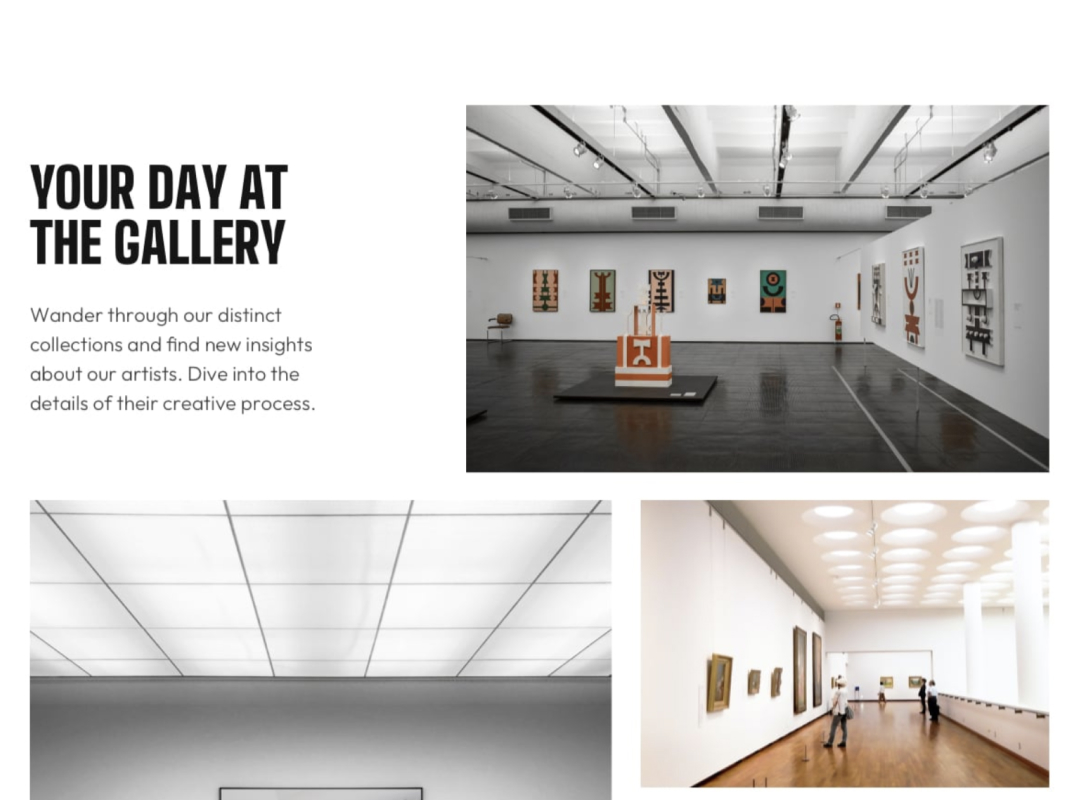 YOUR DAY AT
THE GALLERY
Wander through our distinct
collections and find new insights
about our artists. Dive into the
details of their creative process.